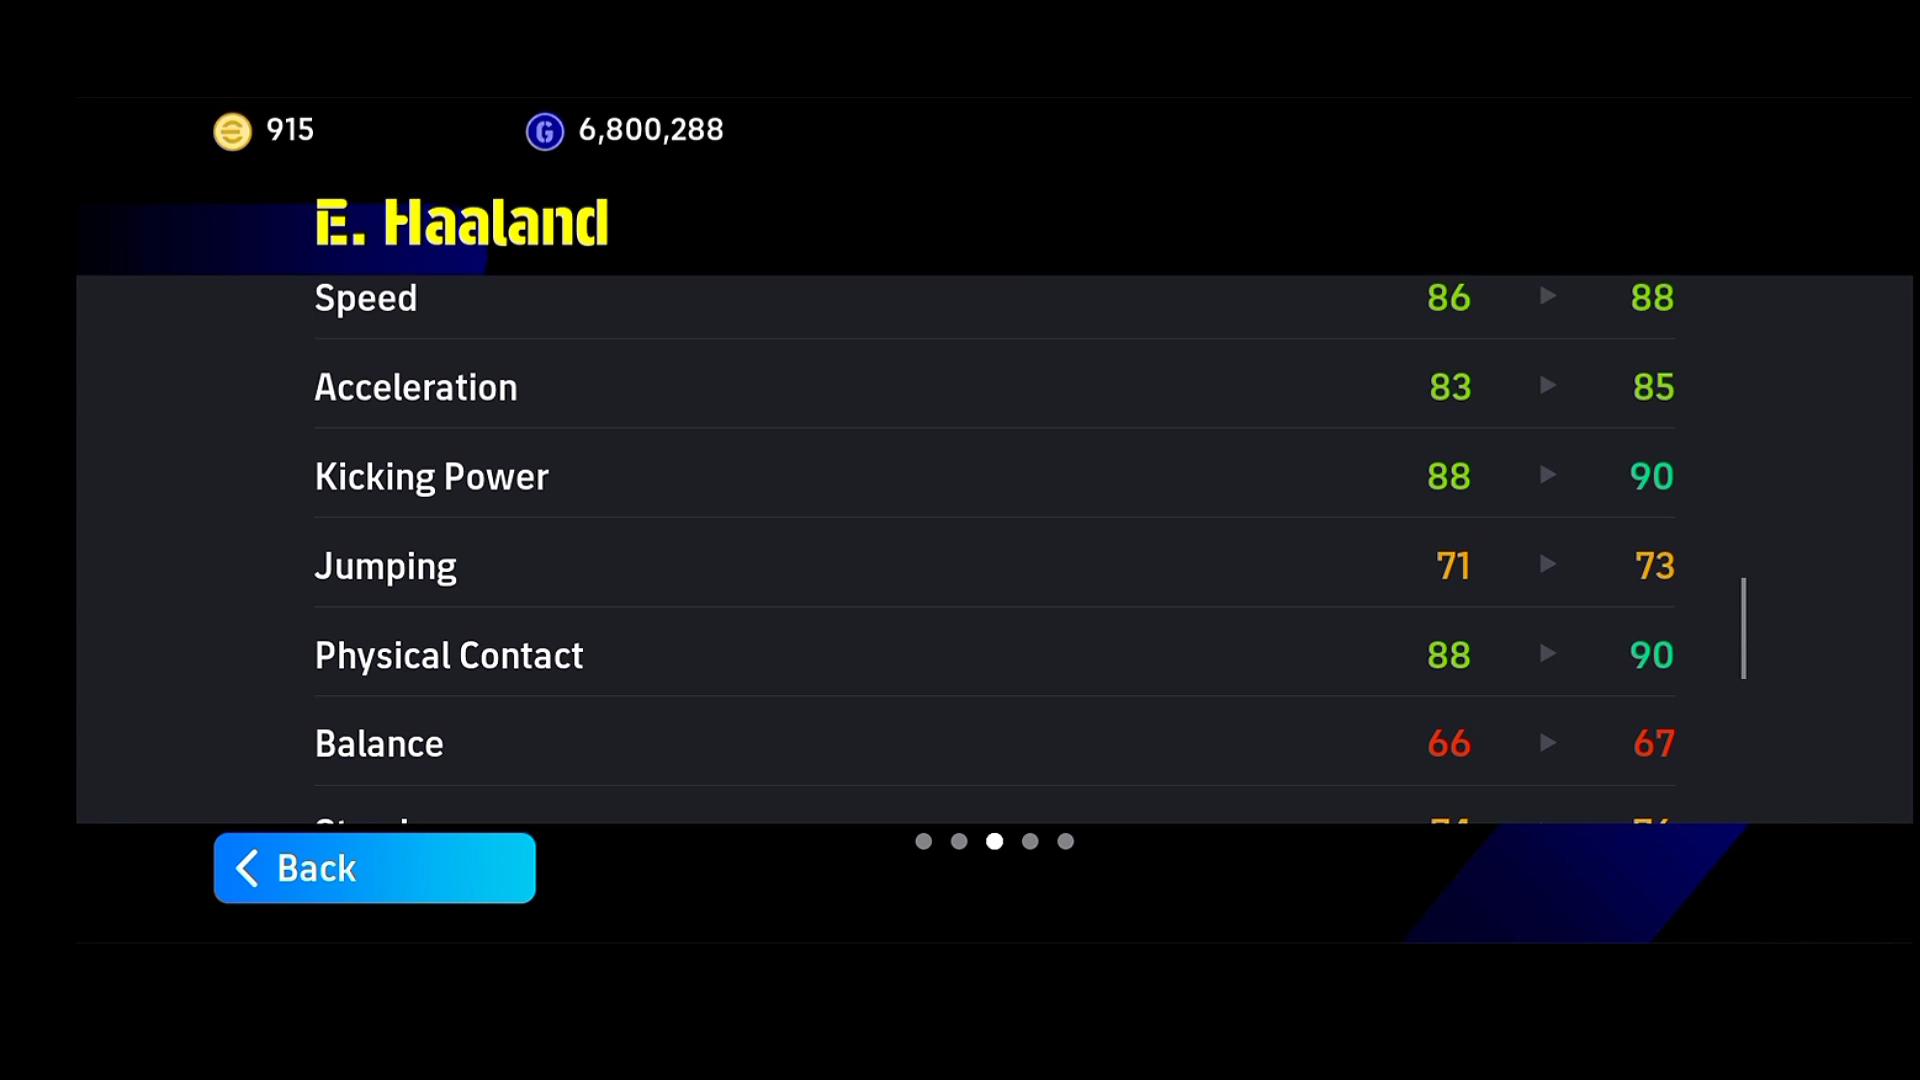 915 6,800,288
E. Haaland
Speed 86 ▶ 88
Acceleration 83 ▶ 85
Kicking Power 88 ▶ 90
Jumping 71 ▶ 73
Physical Contact 88 ▶ 90
Balance 66 ▶ 67
Back